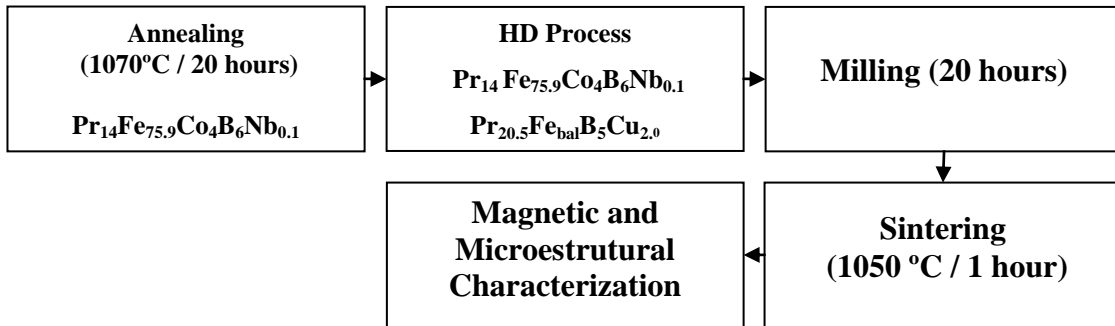 Annealing
(1070ºC / 20 hours)
Pr₁₄Fe₇₅.₉Co₄B₆Nb₀.₁
HD Process
Pr₁₄ Fe₇₅.₉Co₄B₆Nb₀.₁
Pr₂₀.₅Fe_balB₅Cu₂.₀
Milling (20 hours)
Sintering
(1050 ºC / 1 hour)
Magnetic and
Microestrutural
Characterization